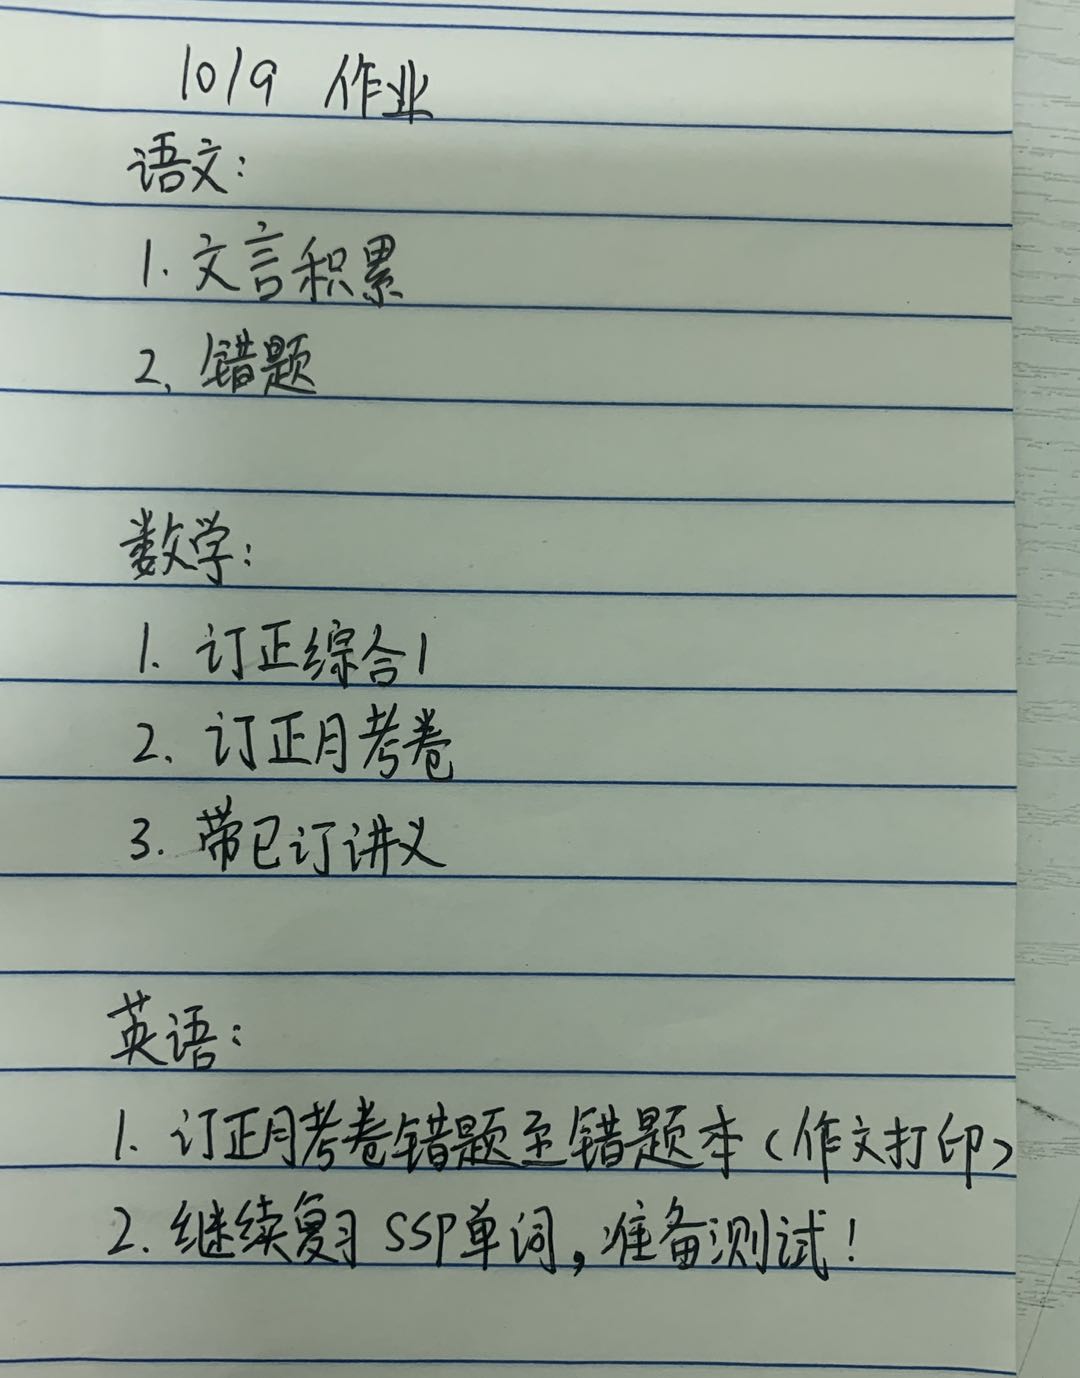 10/9 作业
语文:
1. 文言积累
2. 错题
数学:
1. 订正综合1
2. 订正月考卷
3. 带已订讲义
英语:
1. 订正月考卷错题至错题本(作文打印)
2. 继续复习 SSP单词,准备测试!